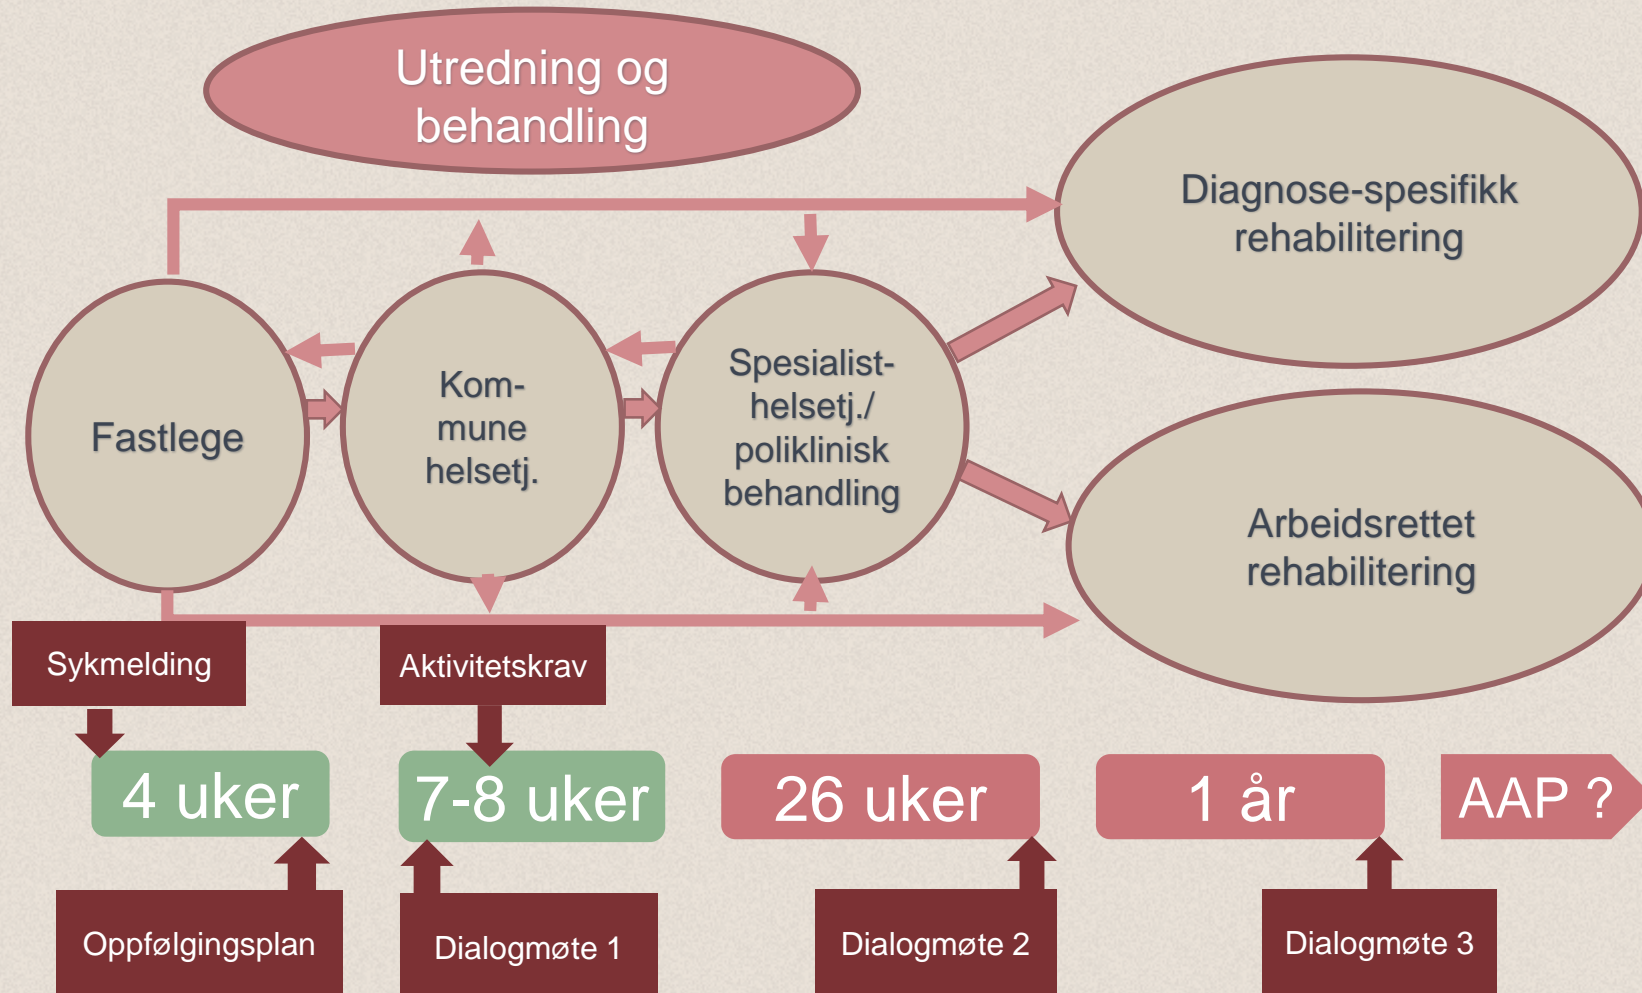 Utredning og
behandling
Diagnose-spesifikk
rehabilitering
Fastlege
Kom-
mune
helsetj.
Spesialist-
helsetj./
poliklinisk
behandling
Arbeidsrettet
rehabilitering
Sykmelding
Aktivitetskrav
4 uker
7-8 uker
26 uker
1 år
AAP ?
Oppfølgingsplan
Dialogmøte 1
Dialogmøte 2
Dialogmøte 3